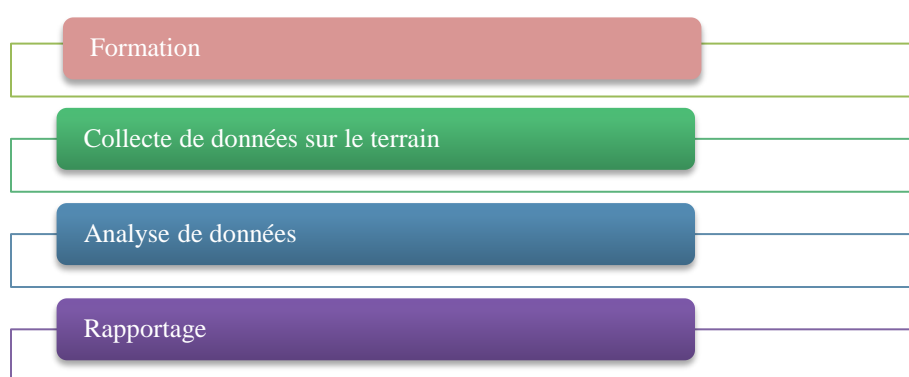 Formation
Collecte de données sur le terrain
Analyse de données
Rapportage